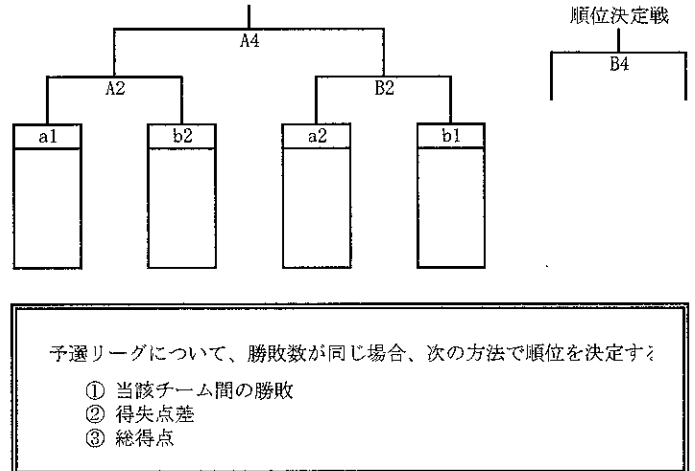 順位決定戦
A4
B4
A2 B2
a1 b2 a2 b1
予選リーグについて、勝敗数が同じ場合、次の方法で順位を決定す
① 当該チーム間の勝敗
② 得失点差
③ 総得点